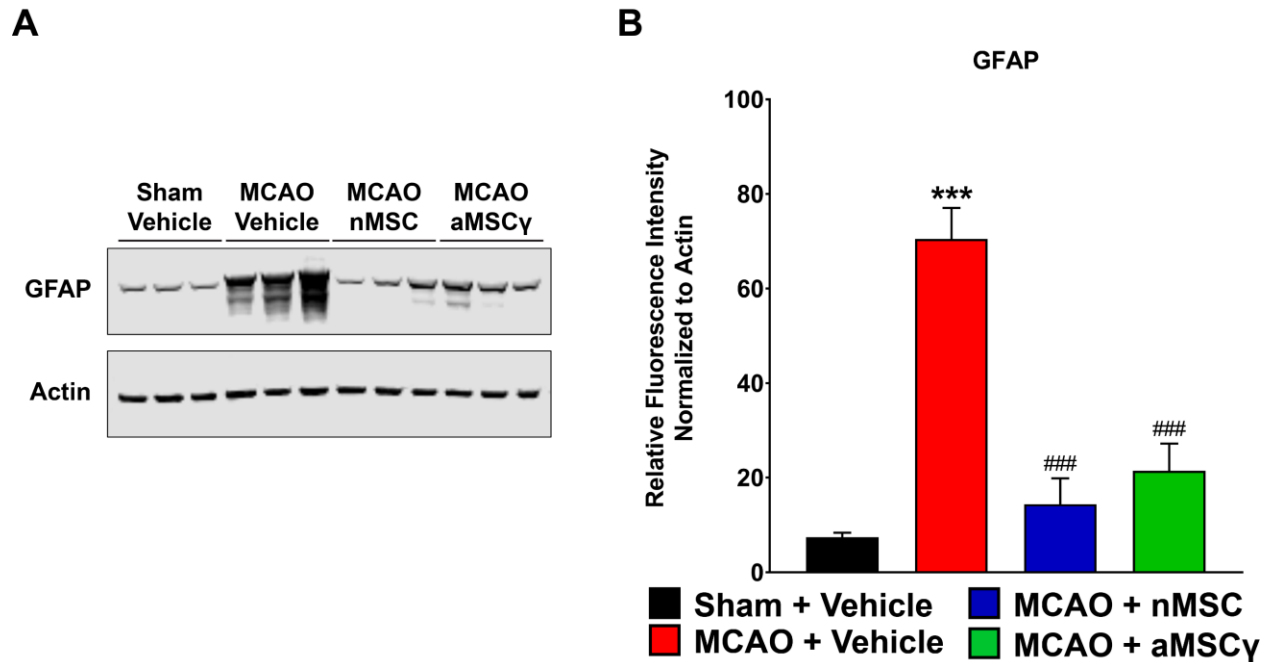 A
Sham Vehicle
MCAO Vehicle
MCAO nMSC
MCAO aMSCγ
GFAP
Actin
B
GFAP
Relative Fluorescence Intensity
Normalized to Actin
100
80
60
40
20
0
***
###
###
Sham + Vehicle
MCAO + Vehicle
MCAO + nMSC
MCAO + aMSCγ